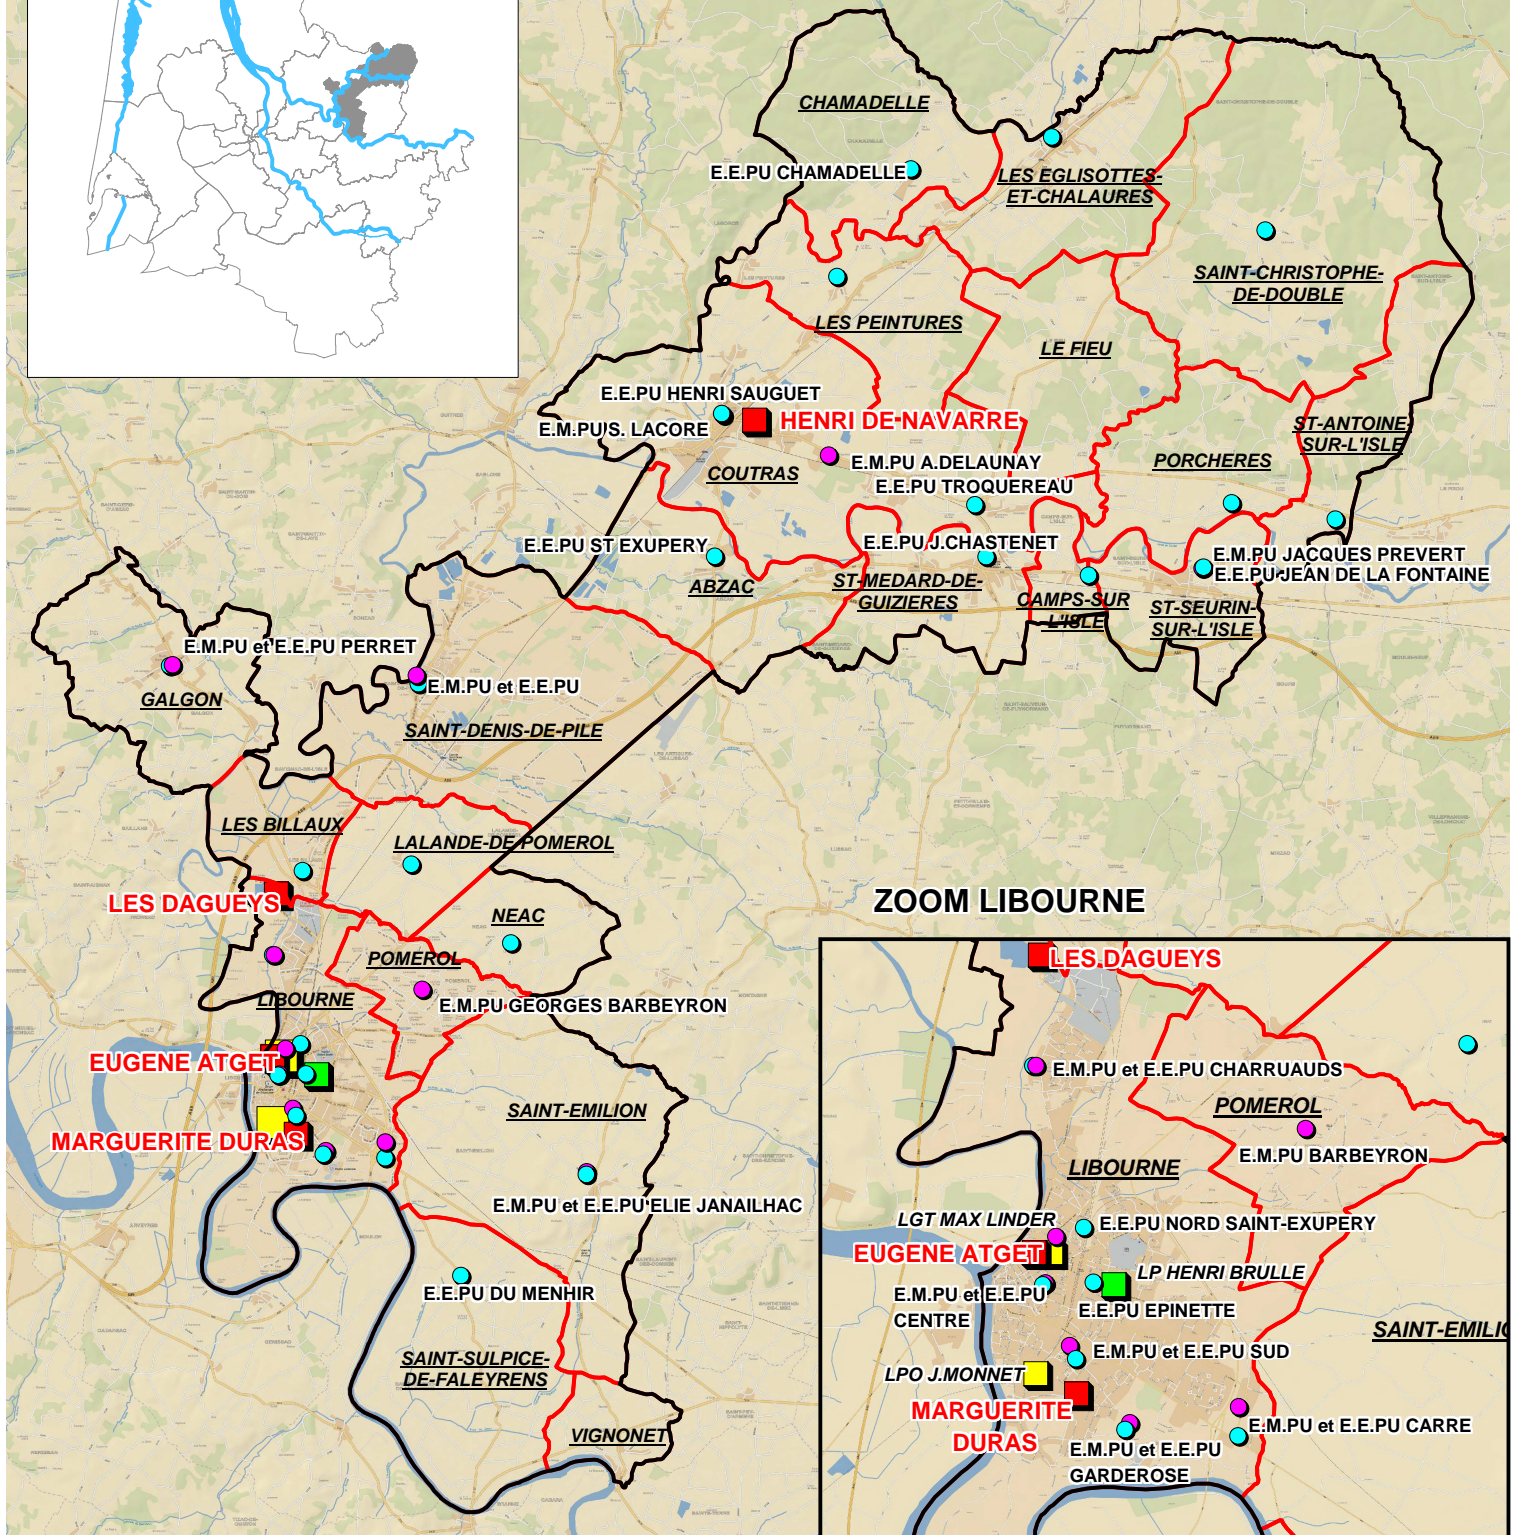 CHAMADELLE
E.E.PU CHAMADELLE
LES EGLISOTTES-
ET-CHALAURES
SAINT-CHRISTOPHE-
DE-DOUBLE
LES PEINTURES
LE FIEU
E.E.PU HENRI SAUGUET
HENRI DE NAVARRE
E.M.PU S. LACORE
ST-ANTOINE-
SUR-L'ISLE
COUTRAS
E.M.PU A.DELAUNAY
PORCHERES
E.E.PU TROQUEREAU
E.E.PU ST EXUPERY
E.E.PU J.CHASTENET
E.M.PU JACQUES PREVERT
E.E.PU JEAN DE LA FONTAINE
ABZAC
ST-MEDARD-DE-
GUIZIERES
CAMPS-SUR
L'ISLE
ST-SEURIN-
SUR-L'ISLE
E.M.PU et E.E.PU PERRET
GALGON
E.M.PU et E.E.PU
SAINT-DENIS-DE-PILE
LES BILLAUX
LALANDE-DE-POMEROL
LES DAGUEYS
NEAC
POMEROL
LIBOURNE
E.M.PU GEORGES BARBEYRON
EUGENE ATGET
SAINT-EMILION
MARGUERITE DURAS
E.M.PU et E.E.PU ELIE JANAILHAC
E.E.PU DU MENHIR
SAINT-SULPICE-
DE-FALEYRENS
VIGNONET
ZOOM LIBOURNE
LES DAGUEYS
E.M.PU et E.E.PU CHARRUAUDS
POMEROL
E.M.PU BARBEYRON
LIBOURNE
LGT MAX LINDER
E.E.PU NORD SAINT-EXUPERY
EUGENE ATGET
LP HENRI BRULLE
E.M.PU et E.E.PU
CENTRE
E.E.PU EPINETTE
SAINT-EMILIO
E.M.PU et E.E.PU SUD
LPO J.MONNET
MARGUERITE
DURAS
E.M.PU et E.E.PU CARRE
E.M.PU et E.E.PU
GARDEROSE